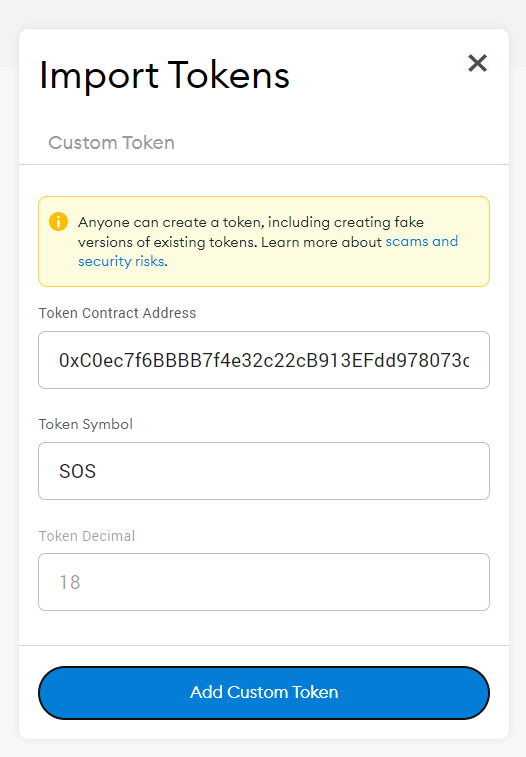 Import Tokens
Custom Token
Anyone can create a token, including creating fake
versions of existing tokens. Learn more about scams and
security risks.
Token Contract Address
0xC0ec7f6BBBB7f4e32c22cB913EFdd978073c
Token Symbol
SOS
Token Decimal
18
Add Custom Token